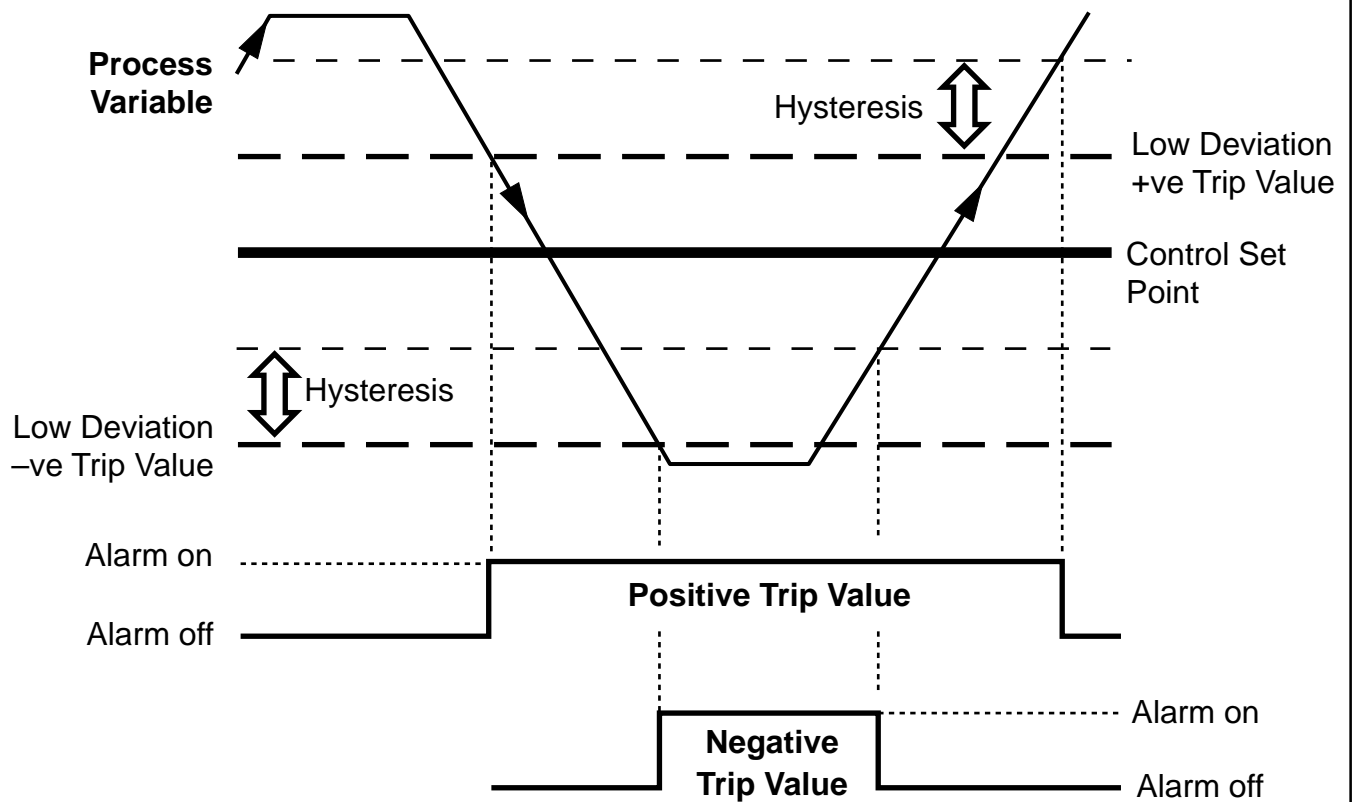 Process
Variable
Hysteresis
Low Deviation
+ve Trip Value
Control Set
Point
Hysteresis
Low Deviation
–ve Trip Value
Alarm on
Positive Trip Value
Alarm off
Alarm on
Negative
Trip Value
Alarm off